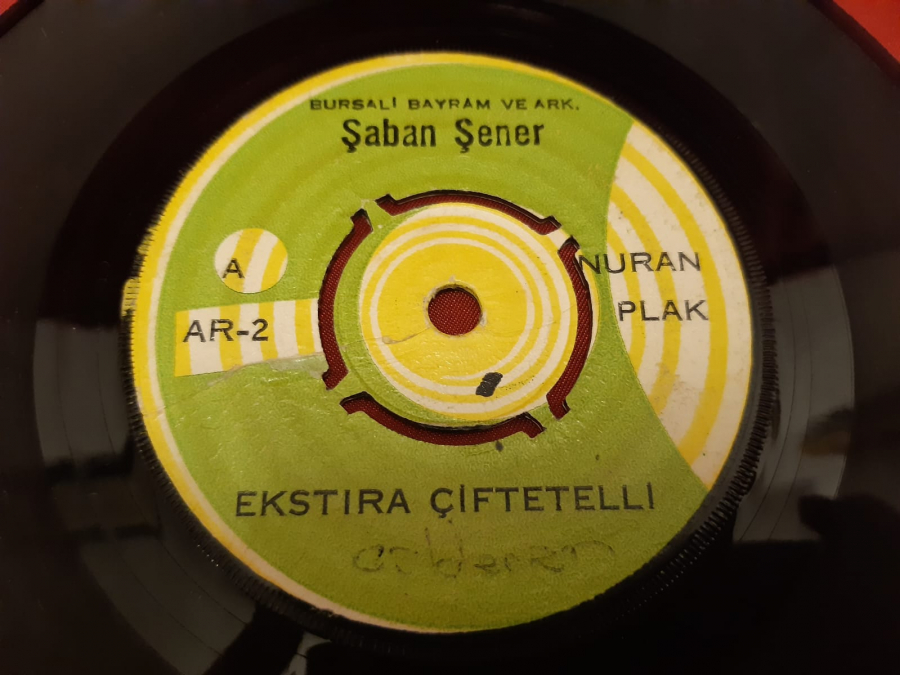 BURSALI BAYRAM VE ARK.
Şaban Şener
A
NURAN
AR-2
PLAK
EKSTIRA ÇİFTETELLİ